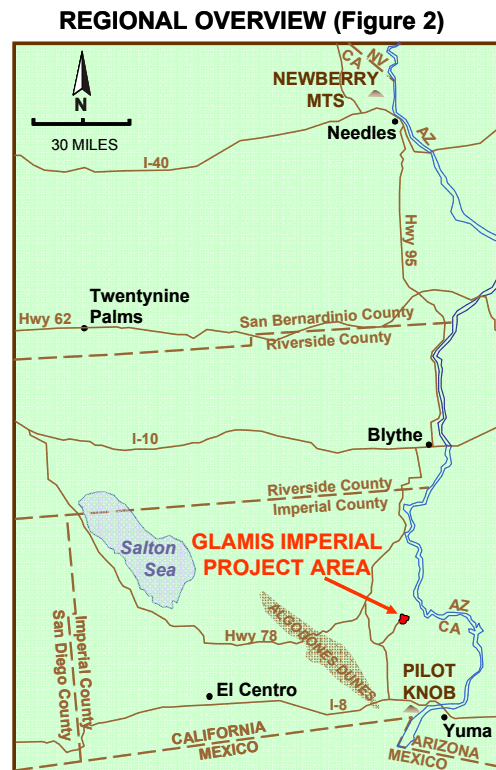 REGIONAL OVERVIEW (Figure 2)
N
30 MILES
NV
CA
NEWBERRY
MTS
Needles
AZ
I-40
Hwy 95
Twentynine
Palms
Hwy 62
San Bernardinio County
Riverside County
Blythe
I-10
Riverside County
Imperial County
Salton
Sea
GLAMIS IMPERIAL
PROJECT AREA
ALGODONES DUNES
AZ
CA
Imperial County
San Diego County
Hwy 78
PILOT
KNOB
El Centro
I-8
Yuma
CALIFORNIA
MEXICO
ARIZONA
MEXICO